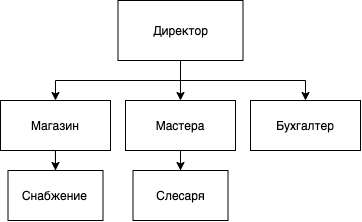 Директор
Магазин
Мастера
Бухгалтер
Снабжение
Слесаря